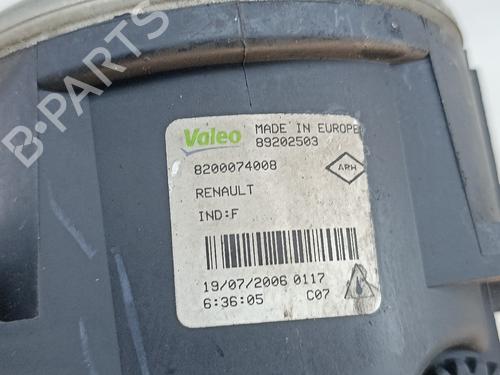 B-PARTS
Valeo MADE IN EUROPE
89202503
8200074008
ARH
RENAULT
IND:F
19/07/2006 0117
6:36:05 C07